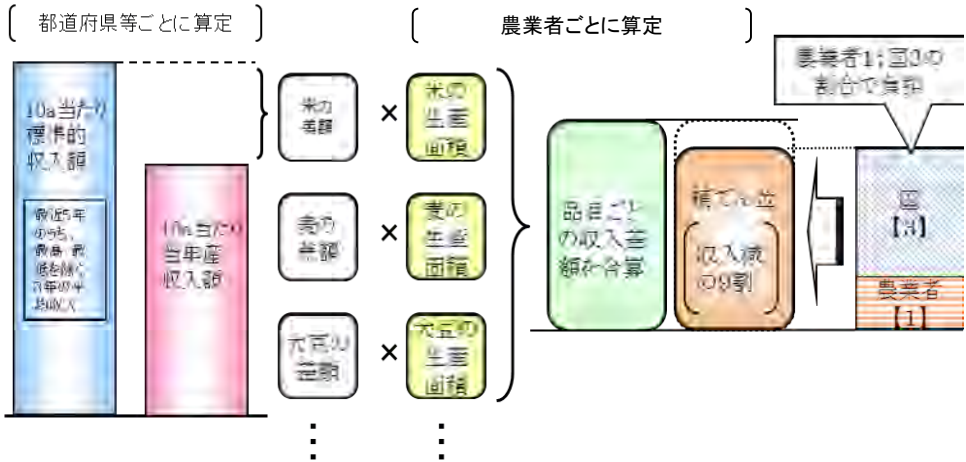 都道府県等ごとに算定
農業者ごとに算定
農業者1:国3の
割合で負担
10a当たり
標準的
収入額
最近5年
のうち、
最高・最
低を除く
3年の平
均収入
10a当たり
当年産
収入額
米の
差額
×
米の
生産
面積
麦の
差額
×
麦の
生産
面積
大豆の
差額
×
大豆の
生産
面積
品目ごと
の収入差
額を合算
補てん金
収入減
の9割
国
【3】
農業者
【1】